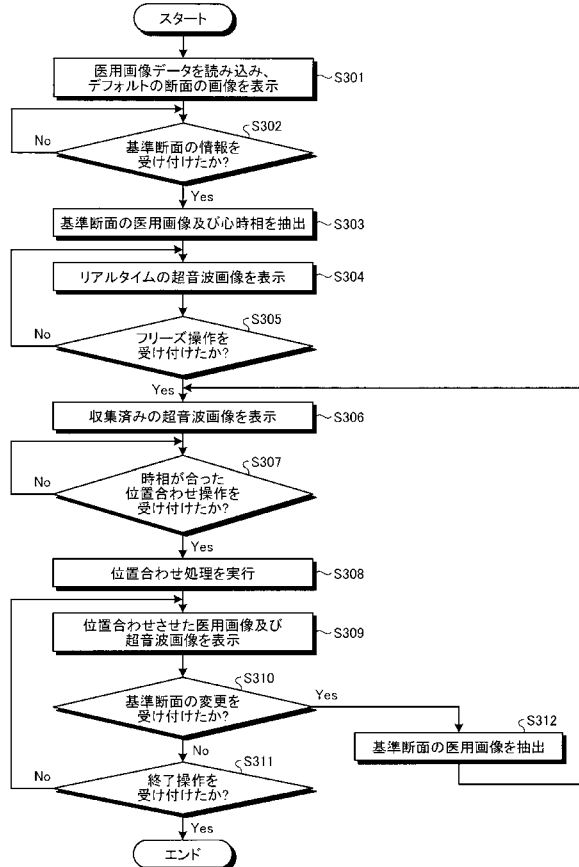 スタート
医用画像データを読み込み、
デフォルトの断面の画像を表示
S301
S302
基準断面の情報を
受け付けたか?
No
Yes
基準断面の医用画像及び心時相を抽出
S303
リアルタイムの超音波画像を表示
S304
S305
フリーズ操作を
受け付けたか?
No
Yes
収集済みの超音波画像を表示
S306
S307
時相が合った
位置合わせ操作を
受け付けたか?
No
Yes
位置合わせ処理を実行
S308
位置合わせさせた医用画像及び
超音波画像を表示
S309
S310
基準断面の変更を
受け付けたか?
Yes
No
S312
基準断面の医用画像を抽出
S311
終了操作を
受け付けたか?
No
Yes
エンド